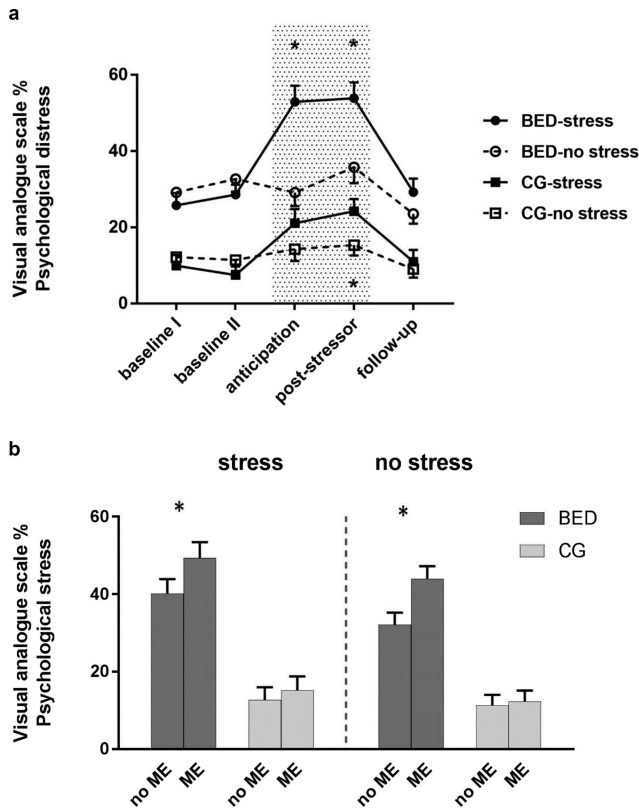 a
Visual analogue scale %
Psychological distress
60
40
20
0
*
*
*
baseline I
baseline II
anticipation
post-stressor
follow-up
BED-stress
BED-no stress
CG-stress
CG-no stress
b
stress
no stress
Visual analogue scale %
Psychological stress
60
40
20
0
*
*
BED
CG
no ME
ME
no ME
ME
no ME
ME
no ME
ME